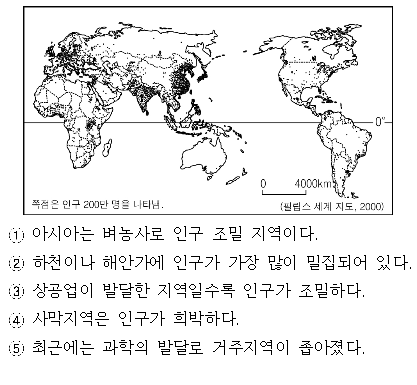 0°
0 4000km
쪽점은 인구 200만 명을 나타냄.
(필립스 세계 지도, 2000)
① 아시아는 벼농사로 인구 조밀 지역이다.
② 하천이나 해안가에 인구가 가장 많이 밀집되어 있다.
③ 상공업이 발달한 지역일수록 인구가 조밀하다.
④ 사막지역은 인구가 희박하다.
⑤ 최근에는 과학의 발달로 거주지역이 좁아졌다.